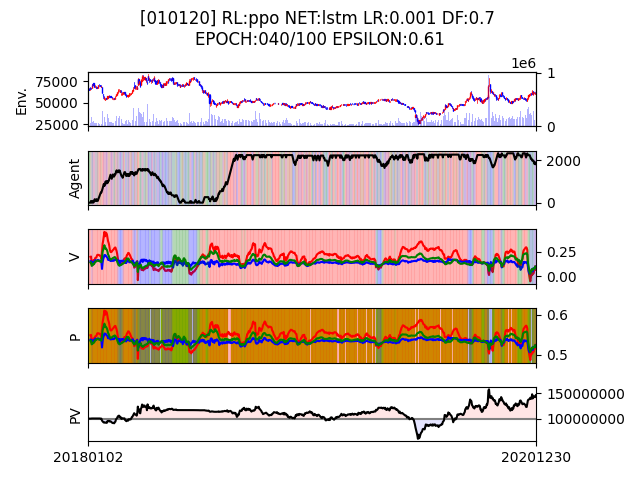 [010120] RL:ppo NET:lstm LR:0.001 DF:0.7
EPOCH:040/100 EPSILON:0.61
1e6
Env.
75000
50000
25000
1
0
Agent
2000
0
V
0.25
0.00
P
0.6
0.5
PV
150000000
100000000
20180102
20201230